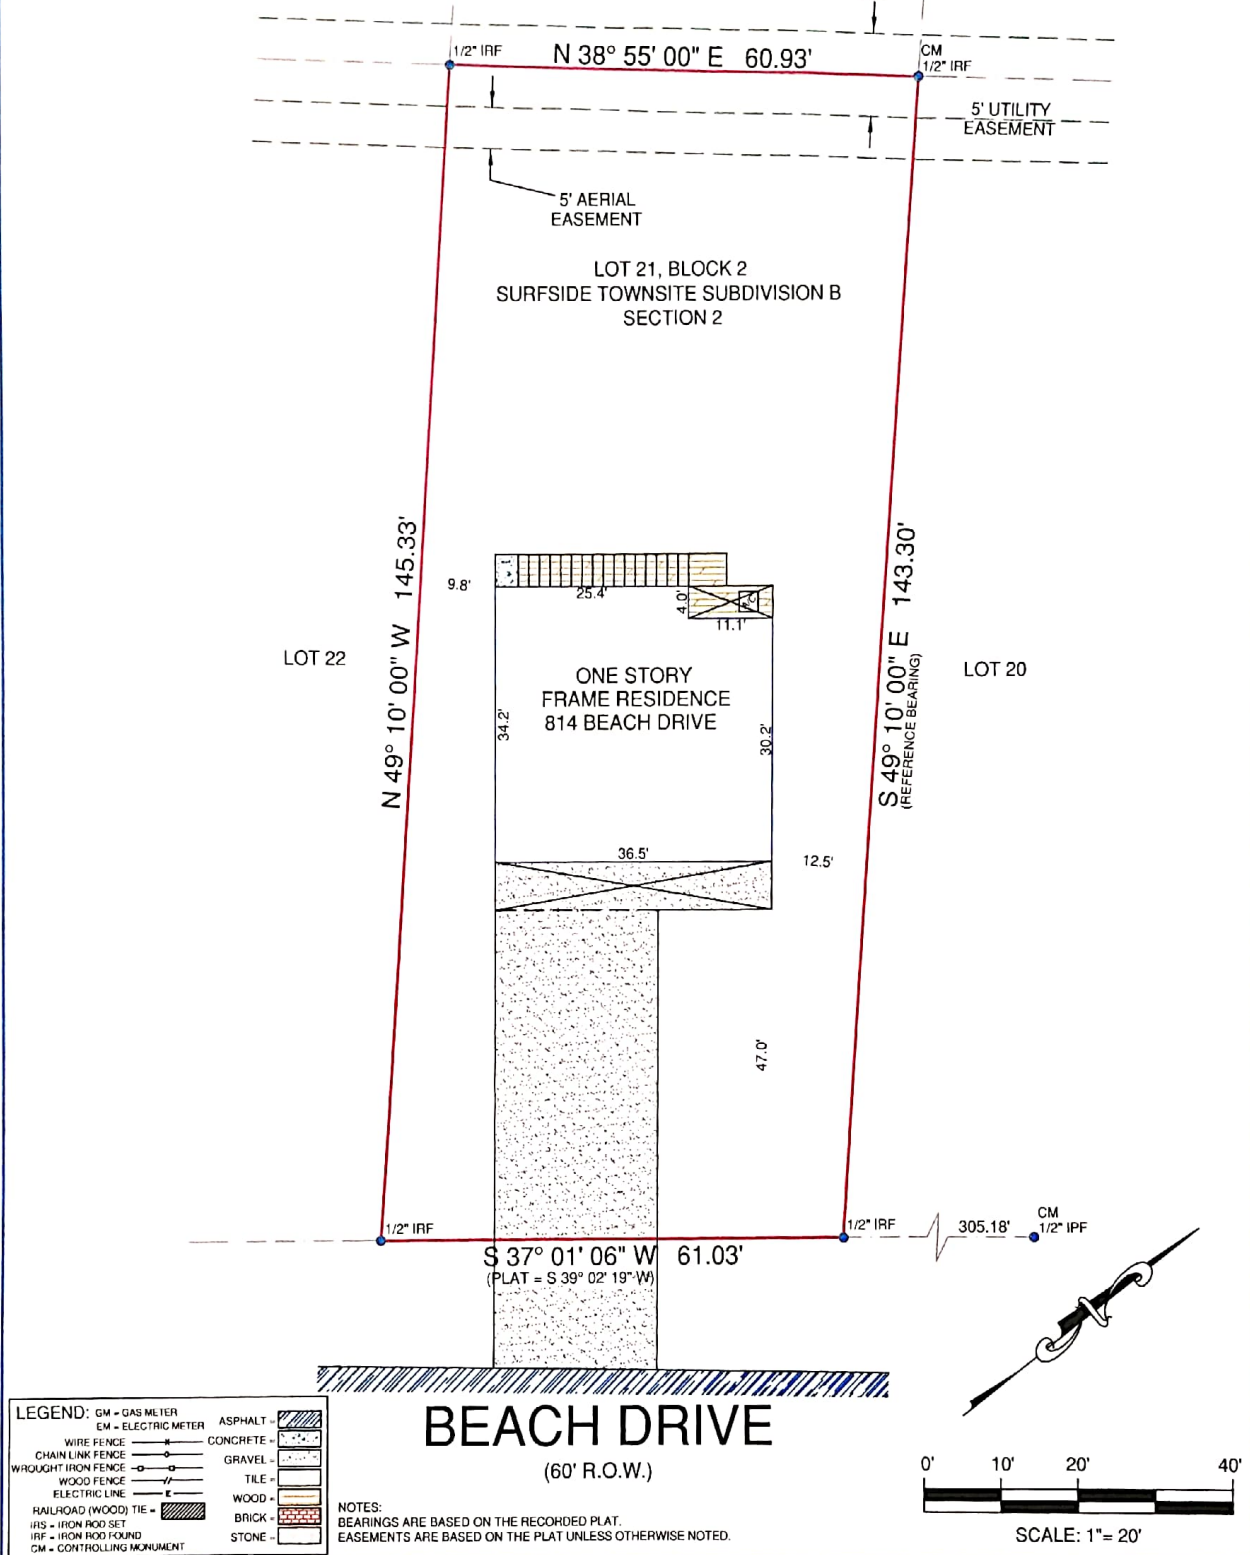 1/2" IRF
N 38° 55' 00" E 60.93'
CM
1/2" IRF
5' UTILITY
EASEMENT
5' AERIAL
EASEMENT
LOT 21, BLOCK 2
SURFSIDE TOWNSITE SUBDIVISION B
SECTION 2
N 49° 10' 00" W 145.33'
S 49° 10' 00" E 143.30'
(REFERENCE BEARING)
9.8'
25.4'
4.0'
11.1'
LOT 22
LOT 20
ONE STORY
FRAME RESIDENCE
814 BEACH DRIVE
34.2'
30.2'
36.5'
12.5'
47.0'
1/2" IRF
1/2" IRF
305.18'
CM
1/2" IPF
S 37° 01' 06" W 61.03'
(PLAT = S 39° 02' 19" W)
BEACH DRIVE
(60' R.O.W.)
LEGEND: GM = GAS METER
EM = ELECTRIC METER
WIRE FENCE
CHAIN LINK FENCE
WROUGHT IRON FENCE
WOOD FENCE
ELECTRIC LINE E
RAILROAD (WOOD) TIE =
IRS = IRON ROD SET
IRF = IRON ROD FOUND
CM = CONTROLLING MONUMENT
ASPHALT =
CONCRETE =
GRAVEL =
TILE =
WOOD =
BRICK =
STONE =
NOTES:
BEARINGS ARE BASED ON THE RECORDED PLAT.
EASEMENTS ARE BASED ON THE PLAT UNLESS OTHERWISE NOTED.
0' 10' 20' 40'
SCALE: 1"= 20'